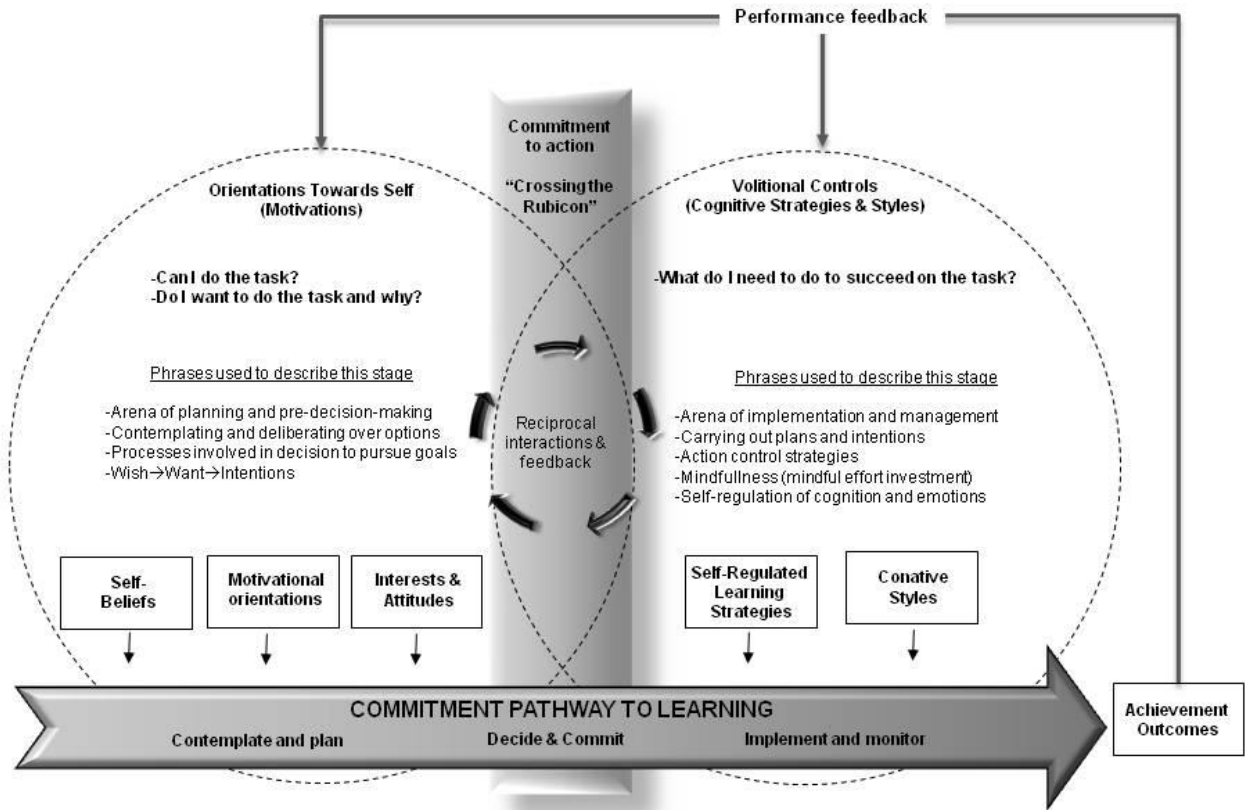 Performance feedback
Commitment
to action
"Crossing the
Rubicon"
Orientations Towards Self
(Motivations)
-Can I do the task?
-Do I want to do the task and why?
Phrases used to describe this stage
-Arena of planning and pre-decision-making
-Contemplating and deliberating over options
-Processes involved in decision to pursue goals
-Wish→Want→Intentions
Reciprocal
interactions &
feedback
Volitional Controls
(Cognitive Strategies & Styles)
-What do I need to do to succeed on the task?
Phrases used to describe this stage
-Arena of implementation and management
-Carrying out plans and intentions
-Action control strategies
-Mindfullness (mindful effort investment)
-Self-regulation of cognition and emotions
Self-
Beliefs
Motivational
orientations
Interests &
Attitudes
Self-Regulated
Learning
Strategies
Conative
Styles
COMMITMENT PATHWAY TO LEARNING
Contemplate and plan
Decide & Commit
Implement and monitor
Achievement
Outcomes